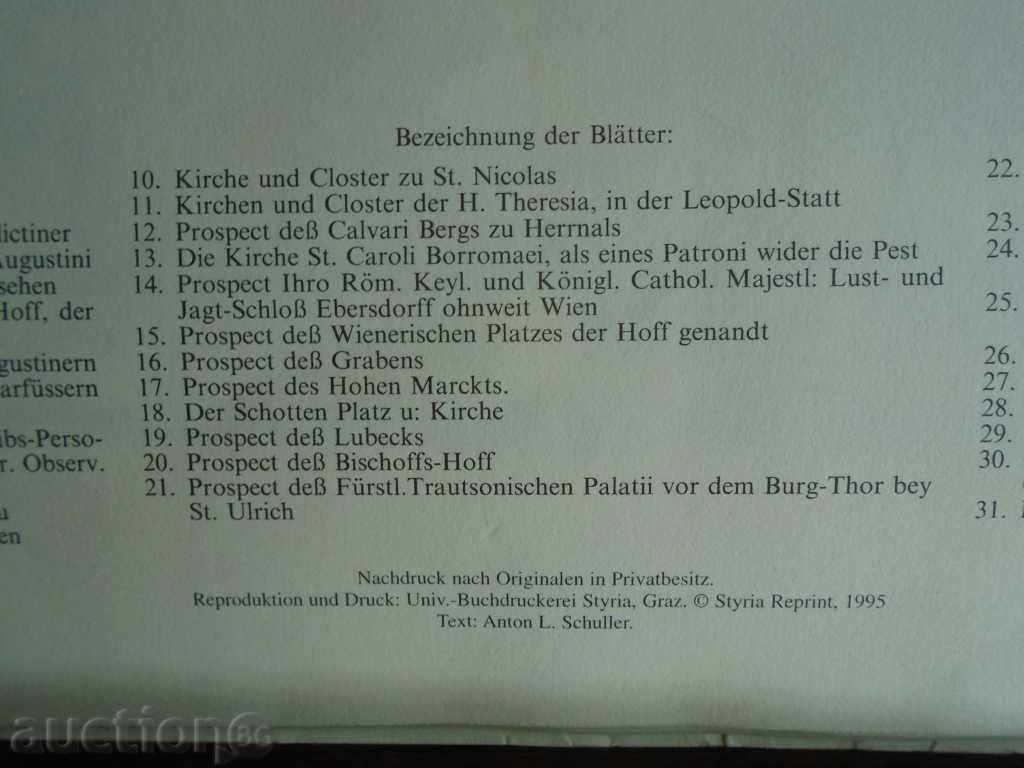 Bezeichnung der Blätter:
10. Kirche und Closter zu St. Nicolas
11. Kirchen und Closter der H. Theresia, in der Leopold-Statt
12. Prospect deß Calvari Bergs zu Herrnals
13. Die Kirche St. Caroli Borromaei, als eines Patroni wider die Pest
14. Prospect Ihro Röm. Keyl. und Königl. Cathol. Majestl: Lust- und
Jagt-Schloß Ebersdorff ohnweit Wien
15. Prospect deß Wienerischen Platzes der Hoff genandt
16. Prospect deß Grabens
17. Prospect des Hohen Marckts.
18. Der Schotten Platz u: Kirche
19. Prospect deß Lubecks
20. Prospect deß Bischoffs-Hoff
21. Prospect deß Fürstl.Trautsonischen Palatii vor dem Burg-Thor bey
St. Ulrich
ictiner
Augustini
sehen
Hoff, der
gustinern
arfüssern
ibs-Perso-
r. Observ.
u
en
22.
23.
24.
25.
26.
27.
28.
29.
30.
31.
Nachdruck nach Originalen in Privatbesitz.
Reproduktion und Druck: Univ.-Buchdruckerei Styria, Graz. © Styria Reprint, 1995
Text: Anton L. Schuller.
auction BG